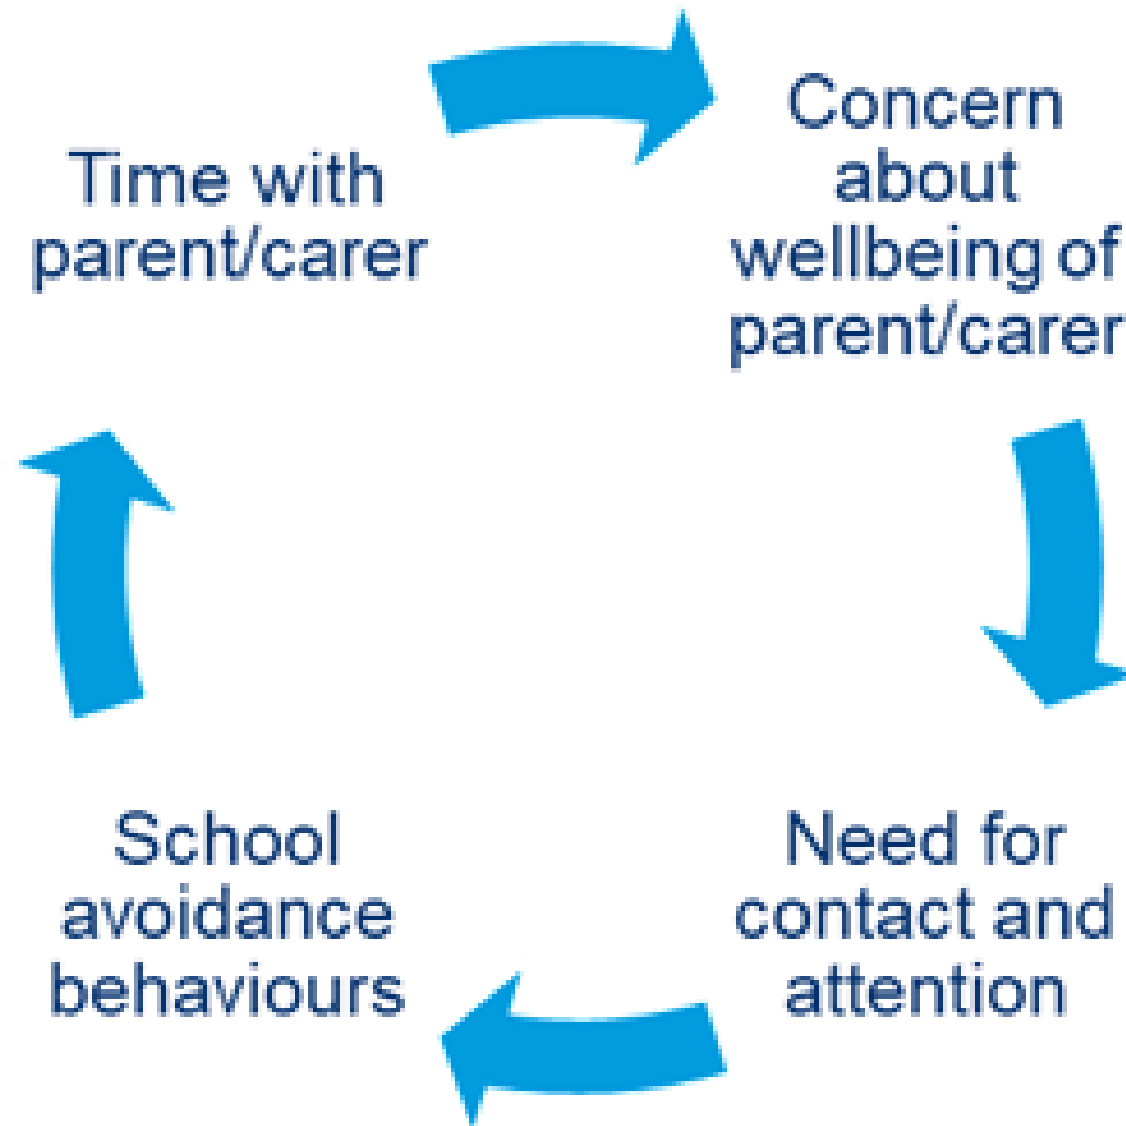 Time with
parent/carer
Concern
about
wellbeing of
parent/carer
Need for
contact and
attention
School
avoidance
behaviours